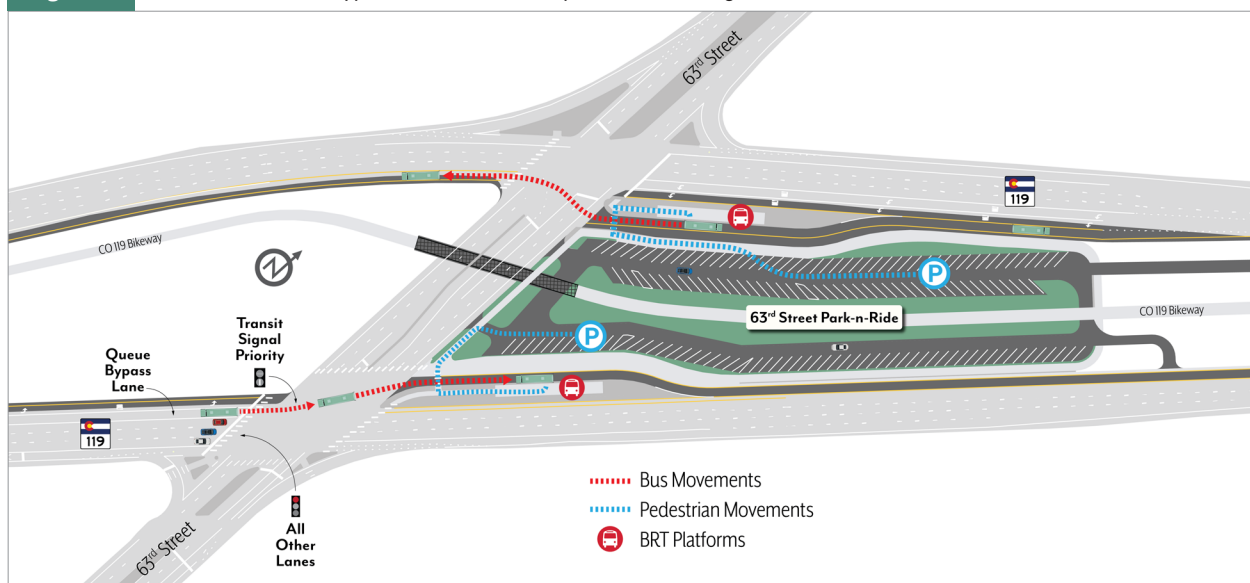 63rd Street
119
CO 119 Bikeway
P
63rd Street Park-n-Ride
CO 119 Bikeway
P
Transit
Signal
Priority
Queue
Bypass
Lane
119
Bus Movements
Pedestrian Movements
BRT Platforms
All
Other
Lanes
63rd Street